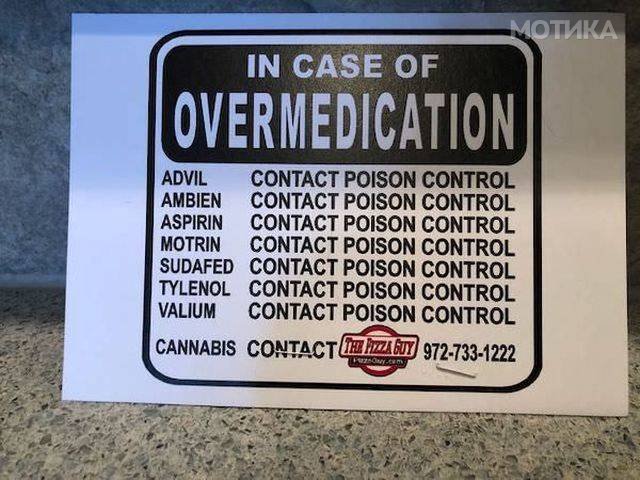 МОТИКА
IN CASE OF
OVERMEDICATION
ADVIL CONTACT POISON CONTROL
AMBIEN CONTACT POISON CONTROL
ASPIRIN CONTACT POISON CONTROL
MOTRIN CONTACT POISON CONTROL
SUDAFED CONTACT POISON CONTROL
TYLENOL CONTACT POISON CONTROL
VALIUM CONTACT POISON CONTROL
CANNABIS CONTACT THE PIZZA GUY 972-733-1222
PizzaGuy.com